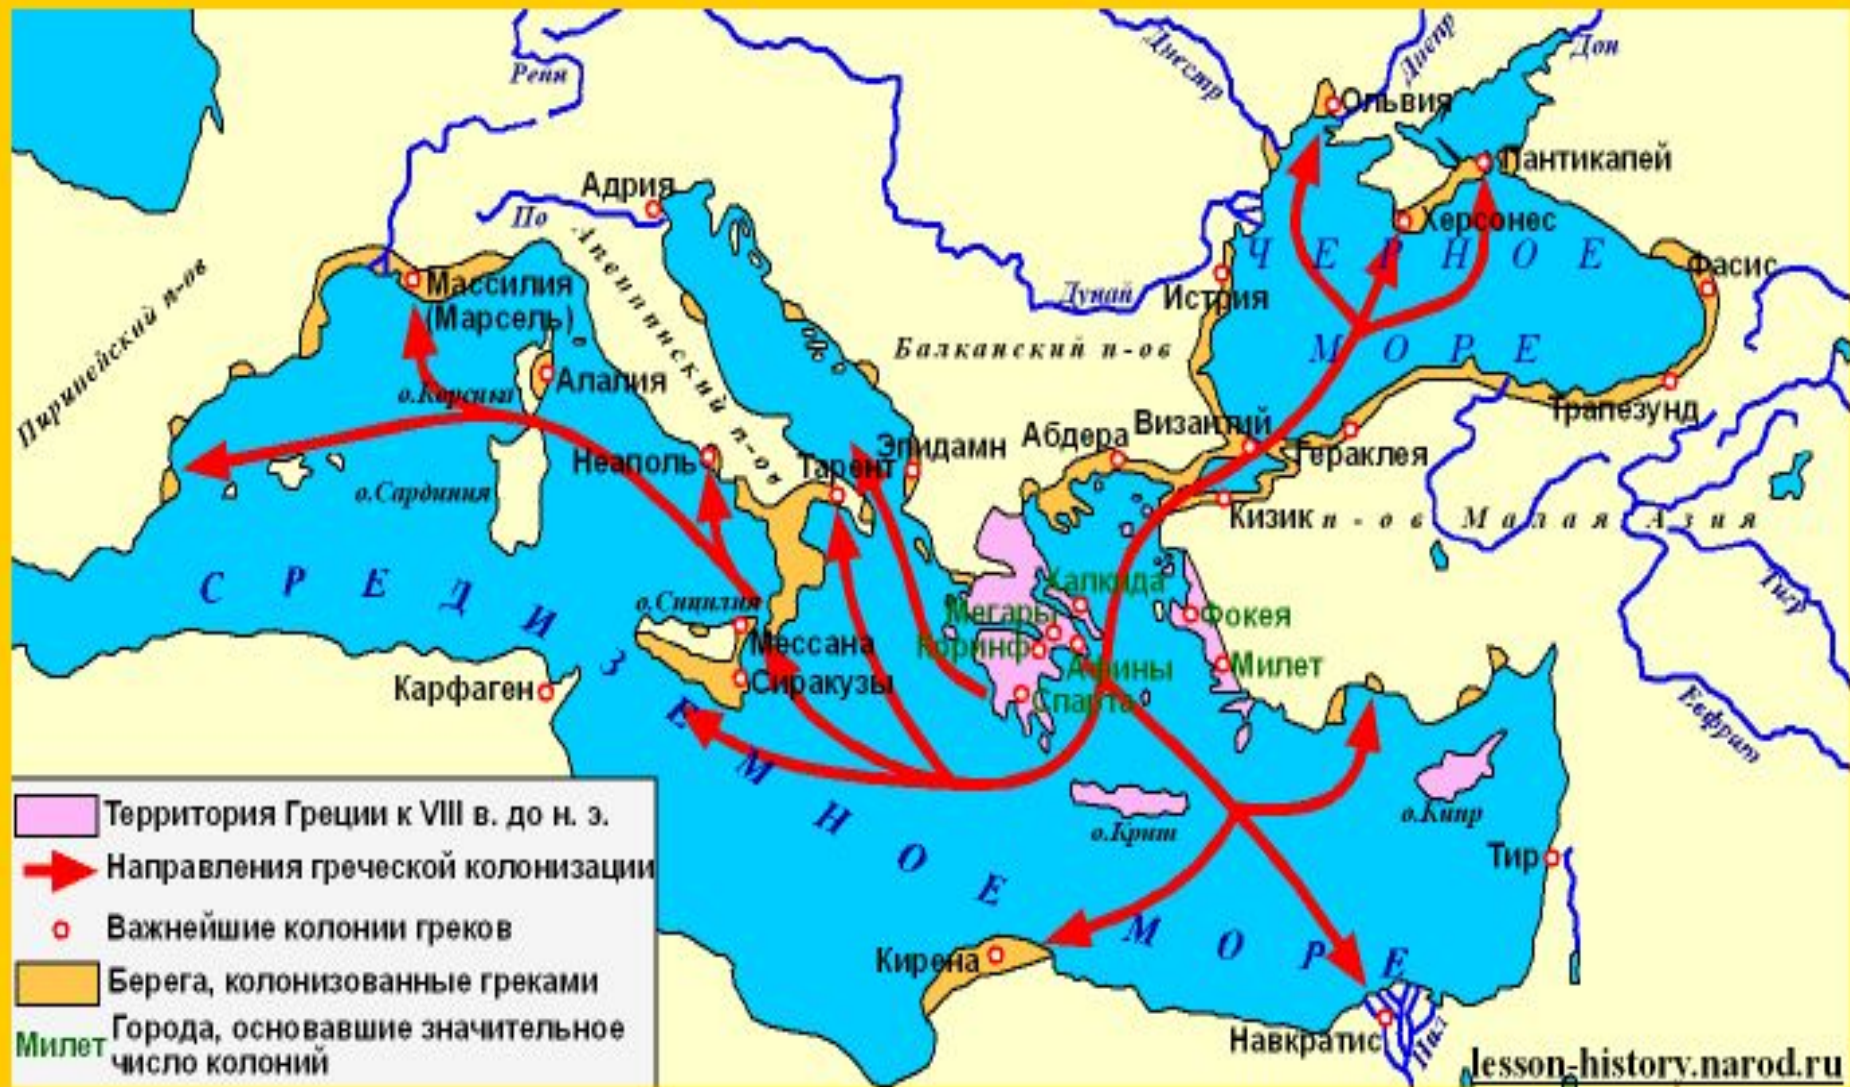 Днестр
Днепр
Дон
Ольвия
Пантикапей
Херсонес
Фасис
Истрия
Трапезунд
Гераклея
Византий
Абдера
Кизик
ЧЕРНОЕ
МОРЕ
Рейн
По
Адрия
Дунай
Апеннинский п-ов
Балканский п-ов
Пиринейский п-ов
Массилия
(Марсель)
Алалия
о.Корсика
о.Сардиния
Неаполь
Тарент
Эпидамн
п-ов Малая Азия
Тигр
Евфрат
о.Сицилия
Мессана
Сиракузы
Карфаген
Халкида
Мегары
Коринф
Афины
Спарта
Фокея
Милет
о.Крит
о.Кипр
Тир
Кирена
Навкратис
Нил
СРЕДИЗЕМНОЕ МОРЕ
Территория Греции к VIII в. до н. э.
Направления греческой колонизации
Важнейшие колонии греков
Берега, колонизованные греками
Милет Города, основавшие значительное
число колоний
lesson-history.narod.ru